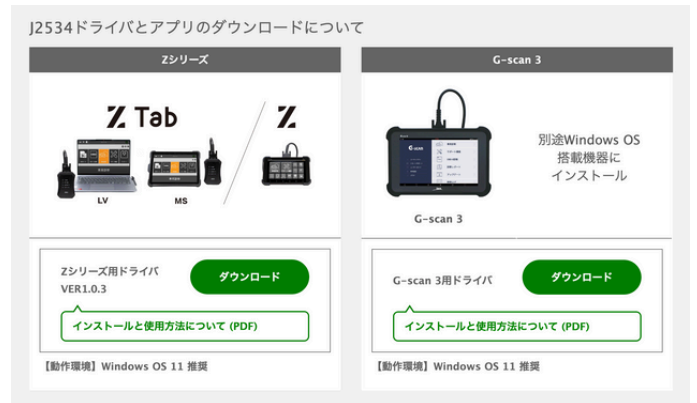 J2534ドライバとアプリのダウンロードについて
Zシリーズ
G-scan 3
Z Tab
Z
LV
MS
G-scan 3
別途Windows OS
搭載機器に
インストール
Zシリーズ用ドライバ
VER1.0.3
ダウンロード
インストールと使用方法について (PDF)
【動作環境】Windows OS 11 推奨
G-scan 3用ドライバ
ダウンロード
インストールと使用方法について (PDF)
【動作環境】Windows OS 11 推奨